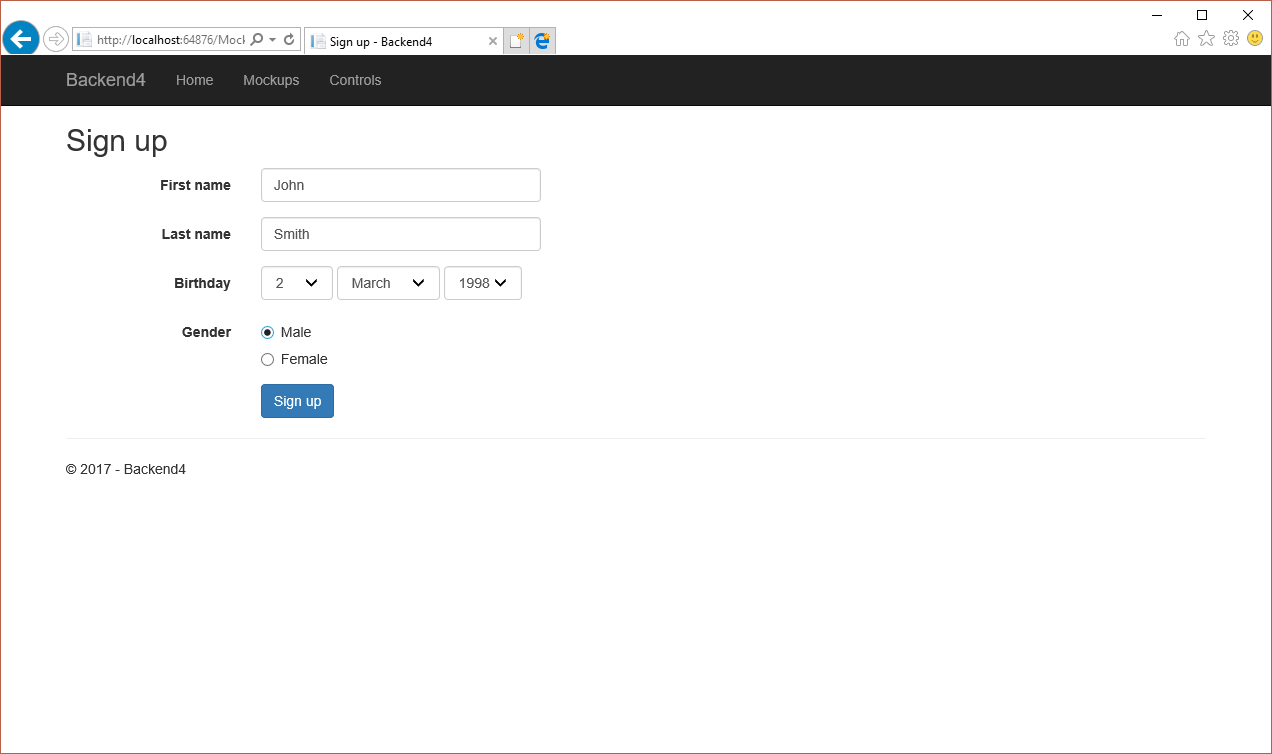 http://localhost:64876/Mock
Sign up - Backend4
Backend4 Home Mockups Controls
Sign up
First name John
Last name Smith
Birthday 2 March 1998
Gender Male
Female
Sign up
© 2017 - Backend4